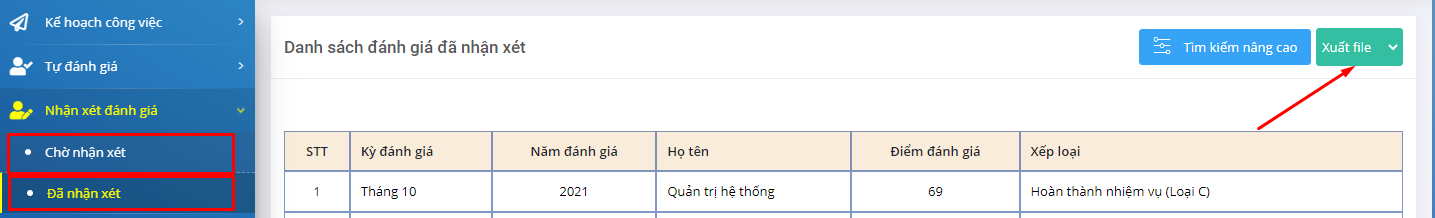 Kế hoạch công việc
Tự đánh giá
Nhận xét đánh giá
Chờ nhận xét
Đã nhận xét
Danh sách đánh giá đã nhận xét
Tìm kiếm nâng cao
Xuất file
STT Kỳ đánh giá Năm đánh giá Họ tên Điểm đánh giá Xếp loại
1 Tháng 10 2021 Quản trị hệ thống 69 Hoàn thành nhiệm vụ (Loại C)